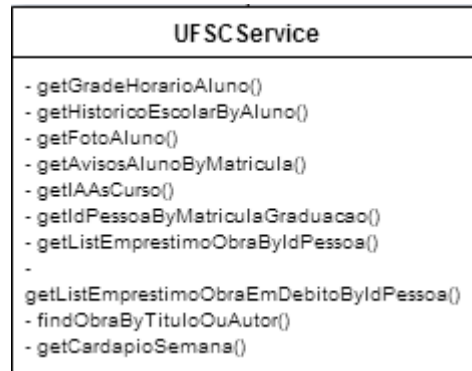 UFSCService
- getGradeHorarioAluno()
- getHistoricoEscolarByAluno()
- getFotoAluno()
- getAvisosAlunoByMatricula()
- getIAAsCurso()
- getIdPessoaByMatriculaGraduacao()
- getListEmprestimoObraByIdPessoa()
-
getListEmprestimoObraEmDebitoByIdPessoa()
- findObraByTituloOuAutor()
- getCardapioSemana()